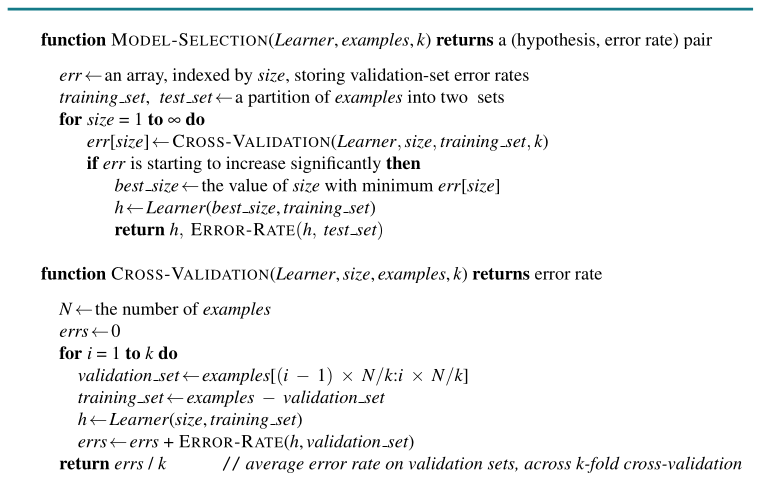 function MODEL-SELECTION(Learner, examples, k) returns a (hypothesis, error rate) pair
err ← an array, indexed by size, storing validation-set error rates
training_set, test_set ← a partition of examples into two sets
for size = 1 to ∞ do
err[size] ← CROSS-VALIDATION(Learner, size, training_set, k)
if err is starting to increase significantly then
best_size ← the value of size with minimum err[size]
h ← Learner(best_size, training_set)
return h, ERROR-RATE(h, test_set)
function CROSS-VALIDATION(Learner, size, examples, k) returns error rate
N ← the number of examples
errs ← 0
for i = 1 to k do
validation_set ← examples[(i − 1) × N/k:i × N/k]
training_set ← examples − validation_set
h ← Learner(size, training_set)
errs ← errs + ERROR-RATE(h, validation_set)
return errs / k // average error rate on validation sets, across k-fold cross-validation